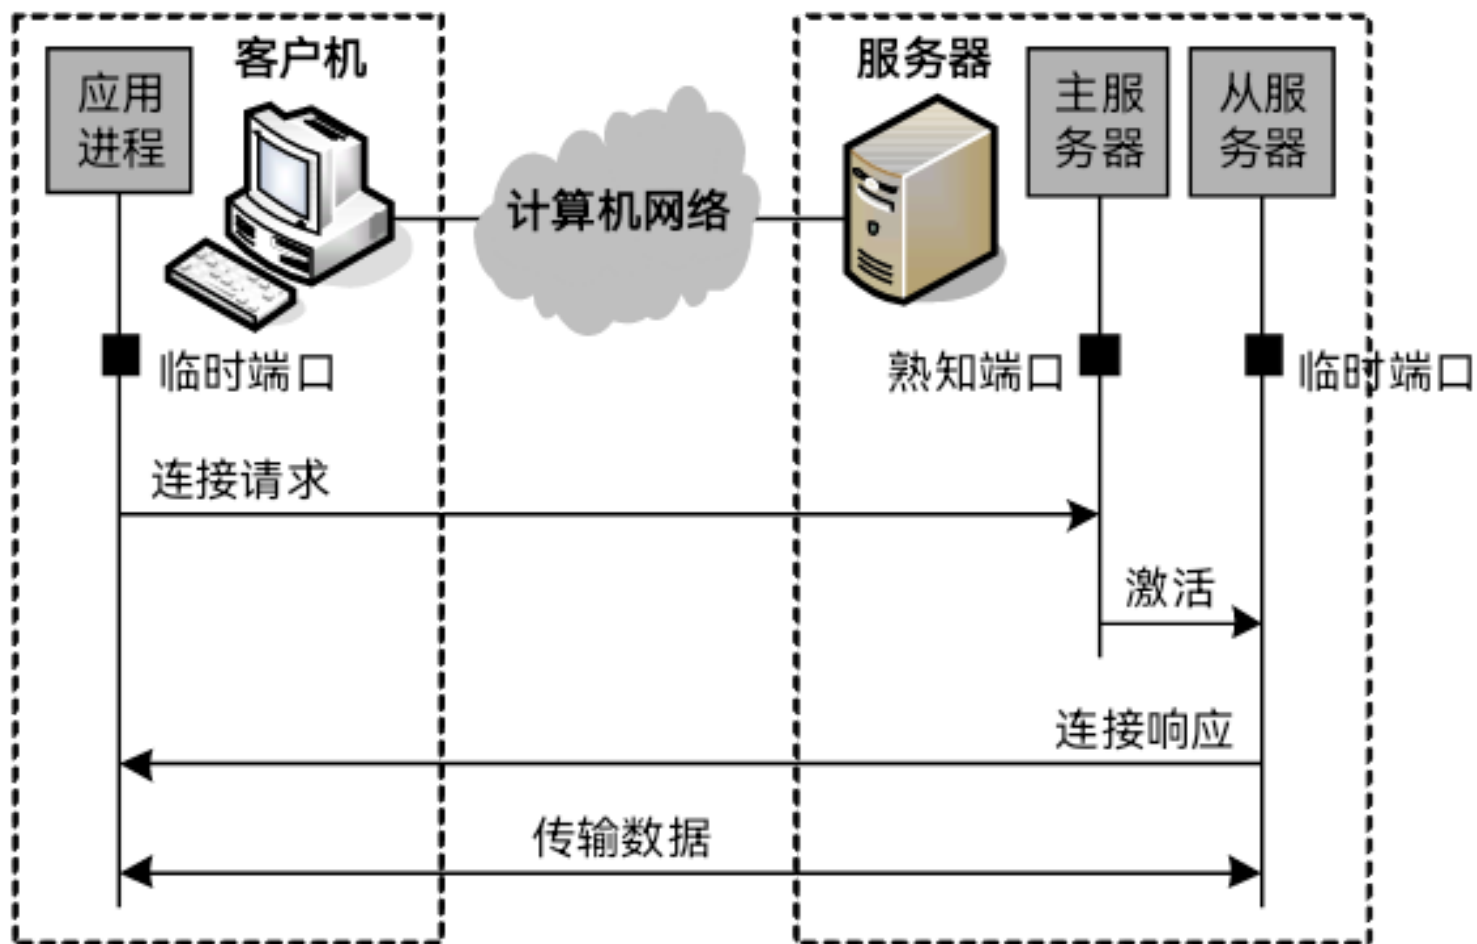 客户机
服务器
应用
进程
主服
务器
从服
务器
计算机网络
临时端口
熟知端口
临时端口
连接请求
激活
连接响应
传输数据